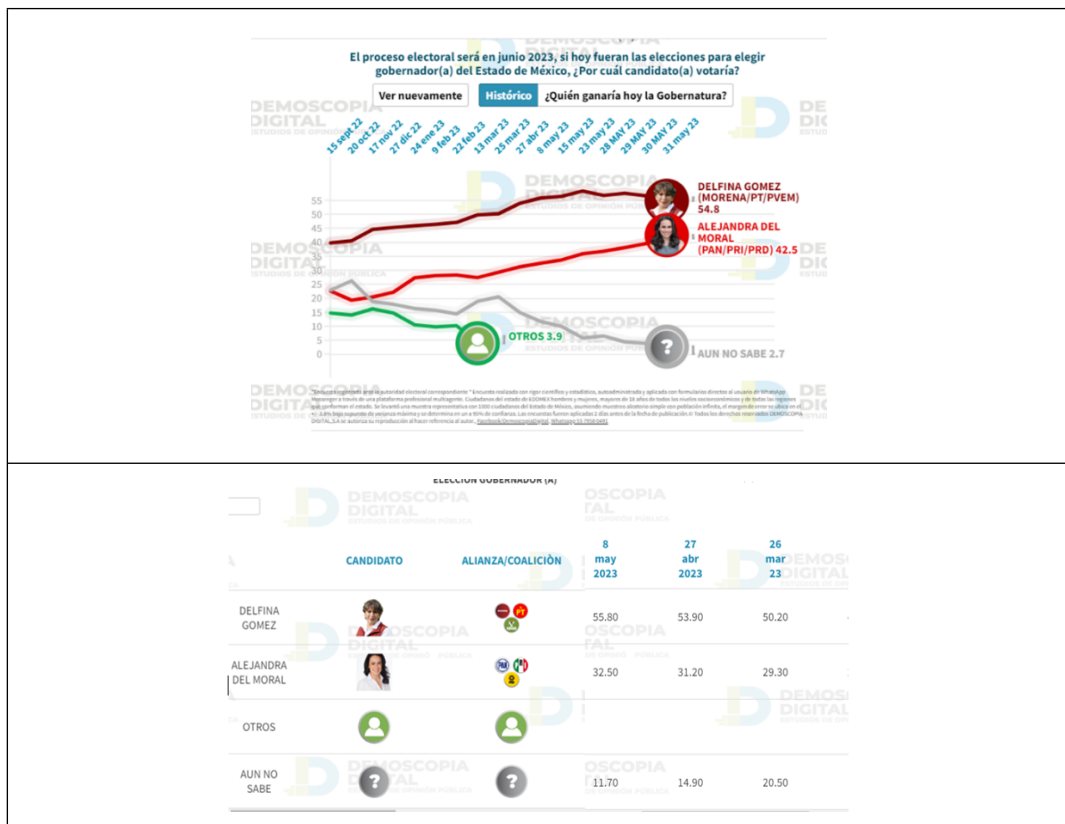 El proceso electoral será en junio 2023, si hoy fueran las elecciones para elegir
gobernador(a) del Estado de México, ¿Por cuál candidato(a) votaría?
Ver nuevamente Histórico ¿Quién ganaría hoy la Gobernatura?
DEMOSCOPIA
DIGITAL
15 sept 22
20 oct 22
17 nov 22
27 dic 22
24 ene 23
9 feb 23
22 feb 23
13 mar 23
25 mar 23
27 abr 23
8 may 23
15 may 23
23 may 23
28 MAY 23
29 MAY 23
30 MAY 23
31 may 23
55
50
45
40
35
30
25
20
15
10
5
0
DELFINA GOMEZ
(MORENA/PT/PVEM)
54.8
ALEJANDRA DEL
MORAL
(PAN/PRI/PRD) 42.5
OTROS 3.9
AUN NO SABE 2.7
ELECCIÓN GOBERNADOR (A)
DEMOSCOPIA
DIGITAL
ESTUDIOS DE OPINIÓN PÚBLICA
CANDIDATO ALIANZA/COALICIÒN
8
may
2023
27
abr
2023
26
mar
23
DELFINA
GOMEZ
PT
55.80 53.90 50.20
ALEJANDRA
DEL MORAL
PAN
32.50 31.20 29.30
OTROS
AUN NO
SABE
? ?
11.70 14.90 20.50